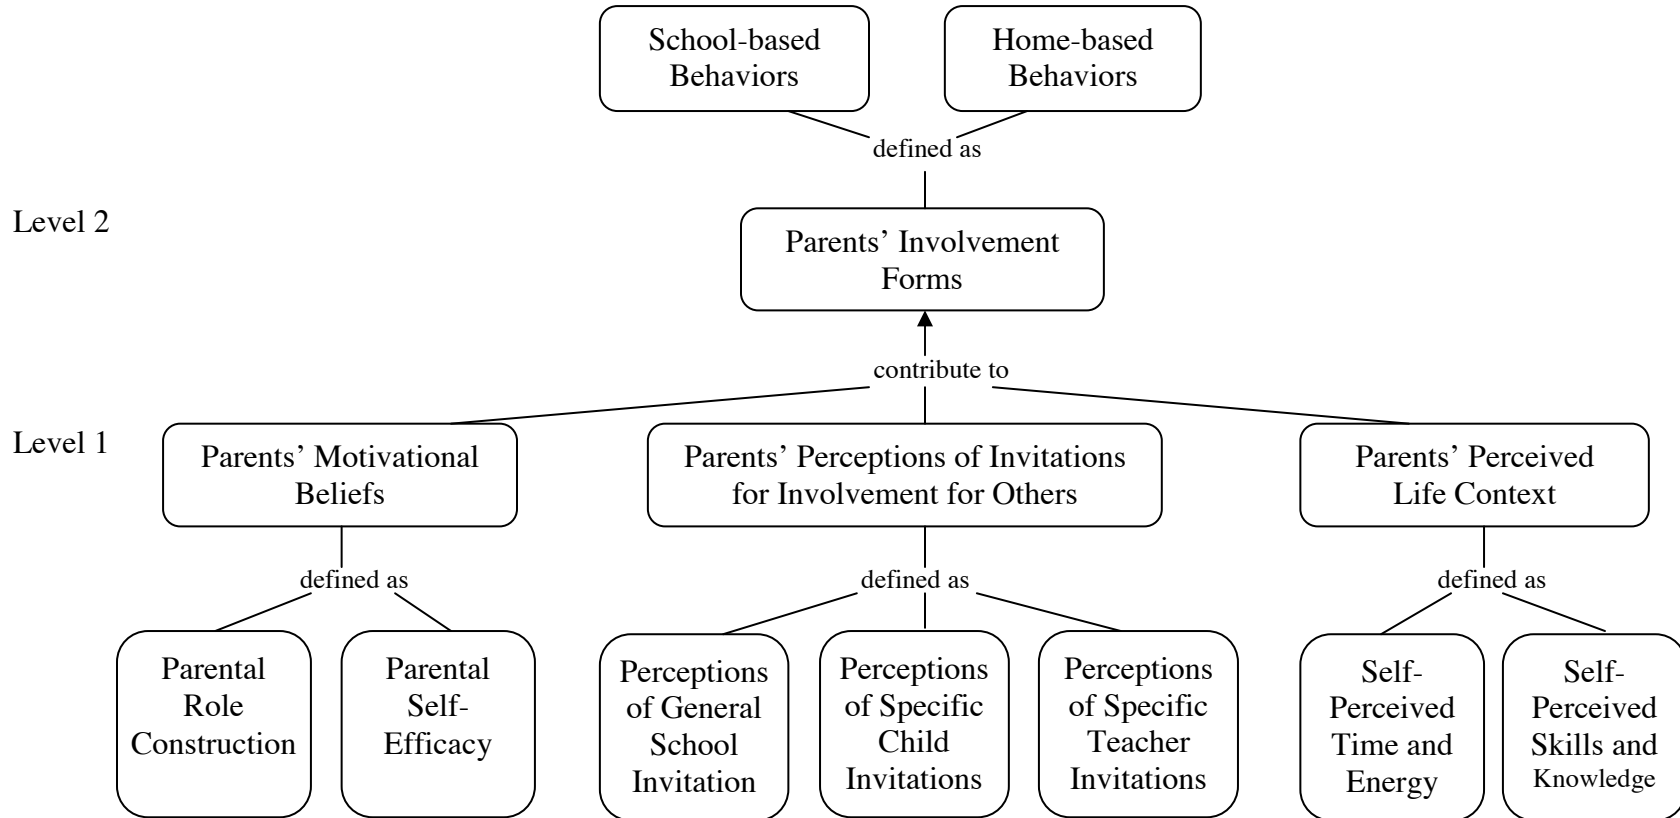 School-based
Behaviors
Home-based
Behaviors
defined as
Level 2
Parents’ Involvement
Forms
contribute to
Level 1
Parents’ Motivational
Beliefs
Parents’ Perceptions of Invitations
for Involvement for Others
Parents’ Perceived
Life Context
defined as
defined as
defined as
Parental
Role
Construction
Parental
Self-
Efficacy
Perceptions
of General
School
Invitation
Perceptions
of Specific
Child
Invitations
Perceptions
of Specific
Teacher
Invitations
Self-
Perceived
Time and
Energy
Self-
Perceived
Skills and
Knowledge